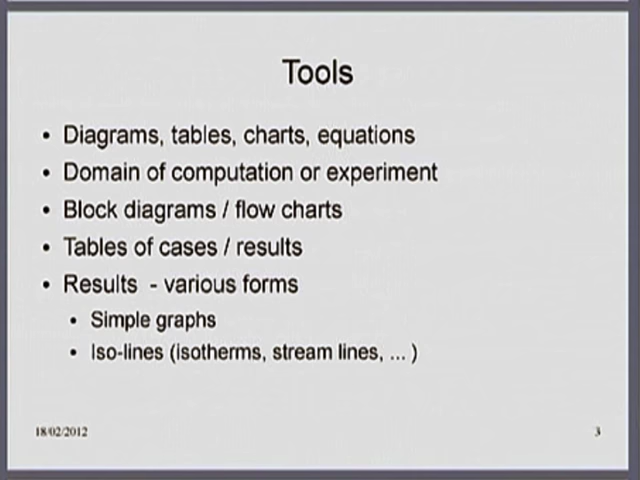 Tools
• Diagrams, tables, charts, equations
• Domain of computation or experiment
• Block diagrams / flow charts
• Tables of cases / results
• Results - various forms
• Simple graphs
• Iso-lines (isotherms, stream lines, ... )
18/02/2012 3